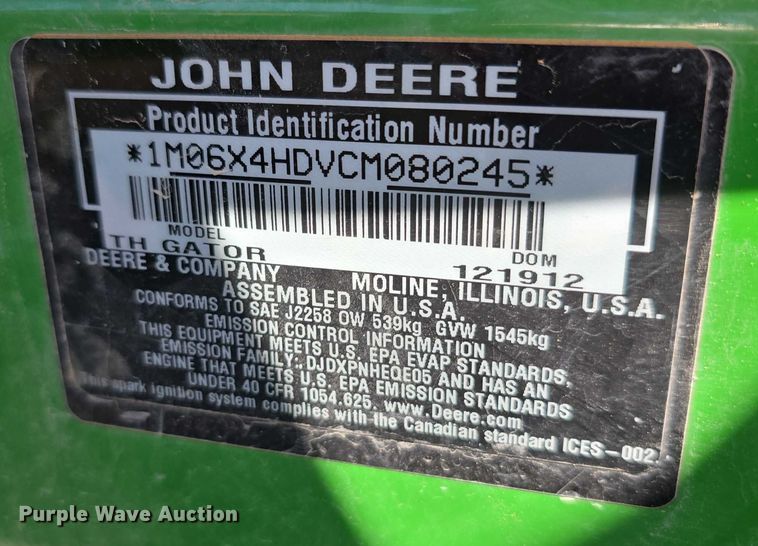 JOHN DEERE
Product Identification Number
*1M06X4HDVCM080245*
MODEL DOM
TH GATOR 121912
DEERE & COMPANY MOLINE, ILLINOIS, U.S.A.
ASSEMBLED IN U.S.A.
CONFORMS TO SAE J2258 OW 539kg GVW 1545kg
EMISSION CONTROL INFORMATION
THIS EQUIPMENT MEETS U.S. EPA EVAP STANDARDS,
EMISSION FAMILY:DJDXPNHEQE05 AND HAS AN
ENGINE THAT MEETS U.S. EPA EMISSION STANDARDS
UNDER 40 CFR 1054.625. www.Deere.com
This spark ignition system complies with the Canadian standard ICES-002.
Purple Wave Auction